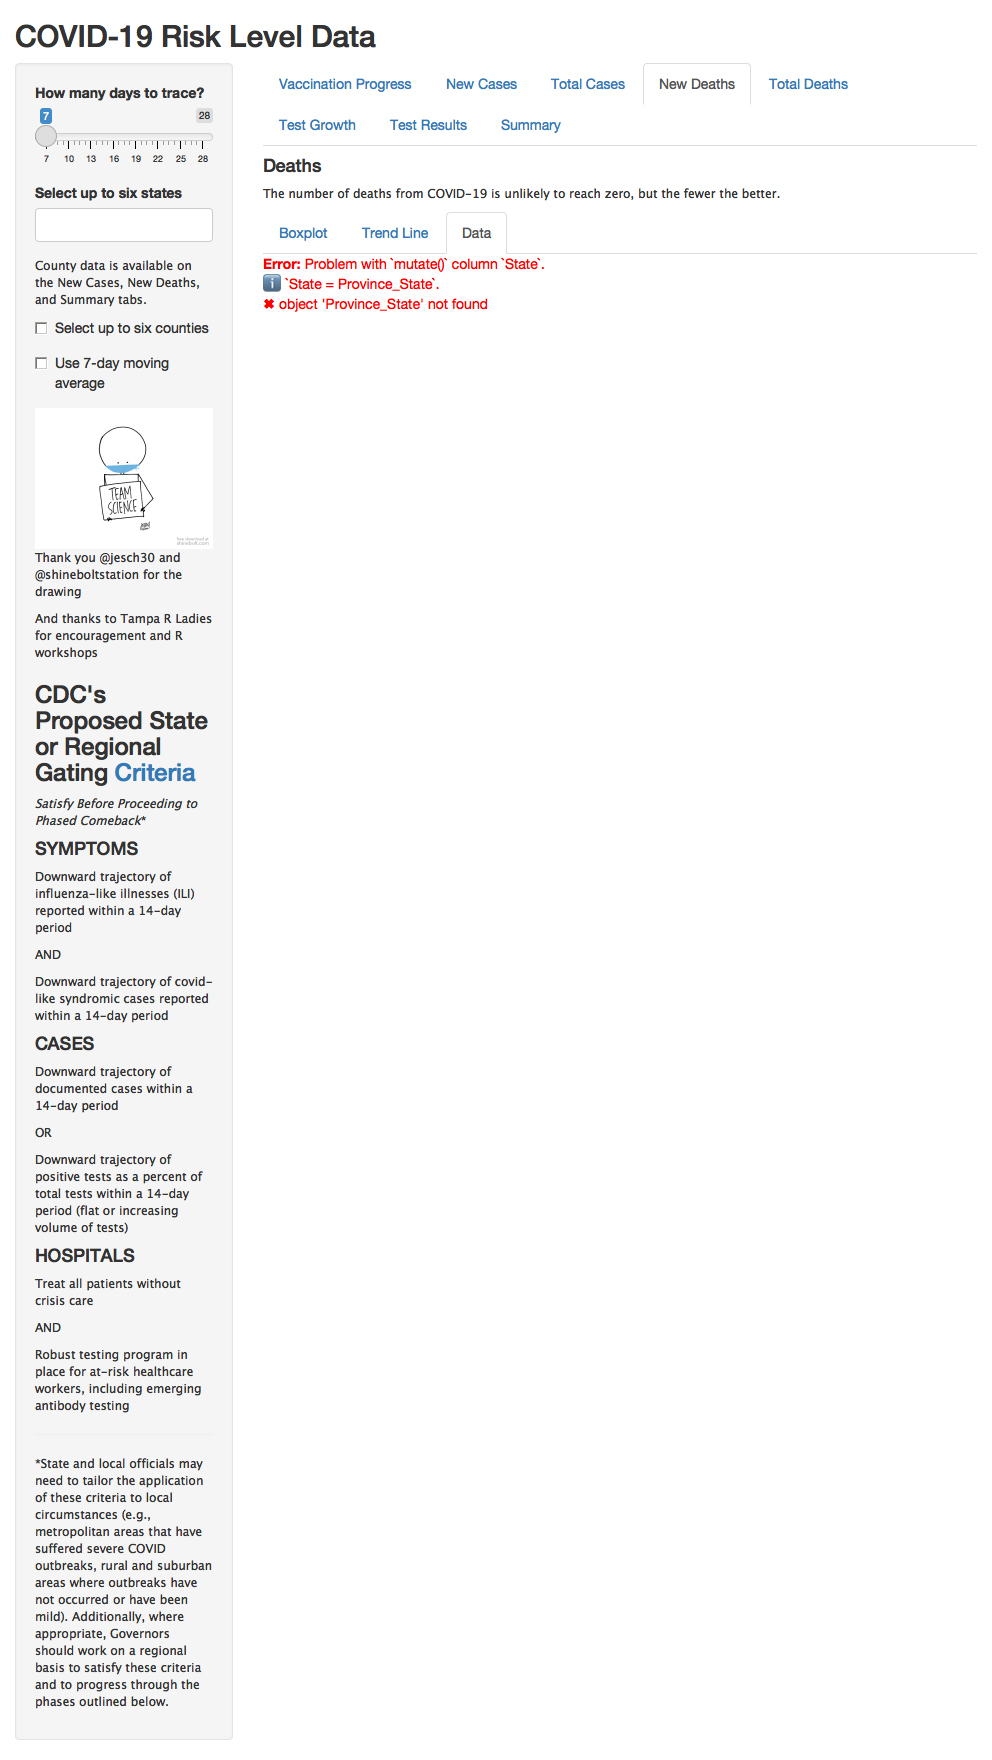 COVID-19 Risk Level Data
How many days to trace?
7 28
7 10 13 16 19 22 25 28
Select up to six states
County data is available on
the New Cases, New Deaths,
and Summary tabs.
Select up to six counties
Use 7-day moving
average
TEAM
SCIENCE
free download at
shinebolt.com
Thank you @jesch30 and
@shineboltstation for the
drawing
And thanks to Tampa R Ladies
for encouragement and R
workshops
CDC's
Proposed State
or Regional
Gating Criteria
Satisfy Before Proceeding to
Phased Comeback*
SYMPTOMS
Downward trajectory of
influenza-like illnesses (ILI)
reported within a 14-day
period
AND
Downward trajectory of covid-
like syndromic cases reported
within a 14-day period
CASES
Downward trajectory of
documented cases within a
14-day period
OR
Downward trajectory of
positive tests as a percent of
total tests within a 14-day
period (flat or increasing
volume of tests)
HOSPITALS
Treat all patients without
crisis care
AND
Robust testing program in
place for at-risk healthcare
workers, including emerging
antibody testing
*State and local officials may
need to tailor the application
of these criteria to local
circumstances (e.g.,
metropolitan areas that have
suffered severe COVID
outbreaks, rural and suburban
areas where outbreaks have
not occurred or have been
mild). Additionally, where
appropriate, Governors
should work on a regional
basis to satisfy these criteria
and to progress through the
phases outlined below.
Vaccination Progress New Cases Total Cases New Deaths Total Deaths
Test Growth Test Results Summary
Deaths
The number of deaths from COVID-19 is unlikely to reach zero, but the fewer the better.
Boxplot Trend Line Data
Error: Problem with `mutate()` column `State`.
ℹ️ `State = Province_State`.
✖ object 'Province_State' not found